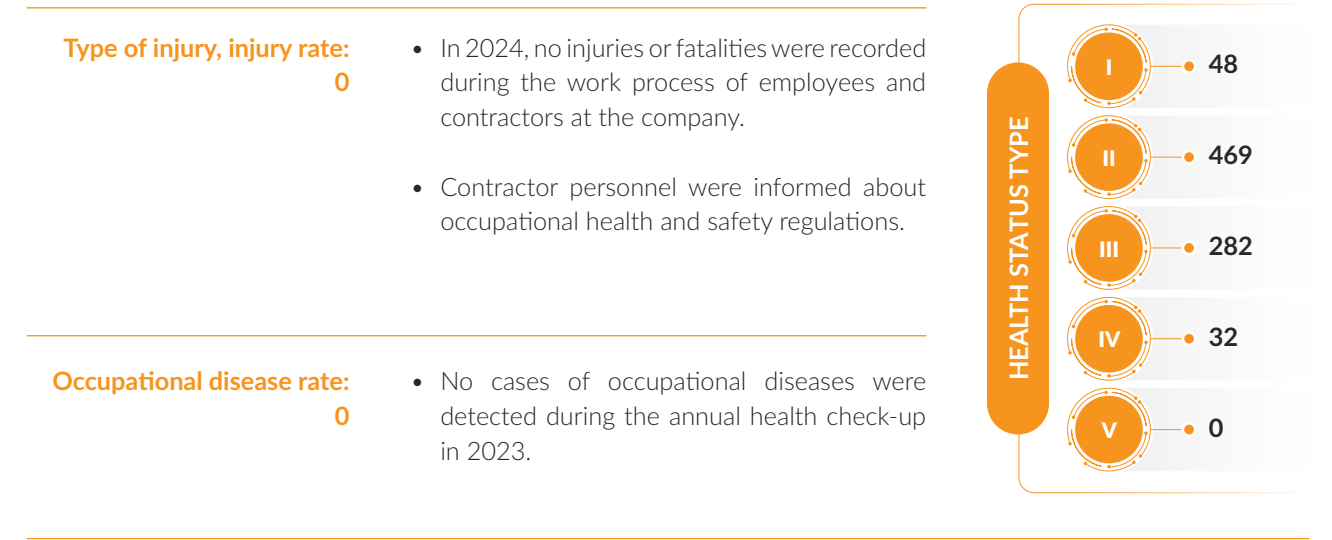 Type of injury, injury rate:
0
• In 2024, no injuries or fatalities were recorded
during the work process of employees and
contractors at the company.
• Contractor personnel were informed about
occupational health and safety regulations.
Occupational disease rate:
0
• No cases of occupational diseases were
detected during the annual health check-up
in 2023.
HEALTH STATUS TYPE
I 48
II 469
III 282
IV 32
V 0